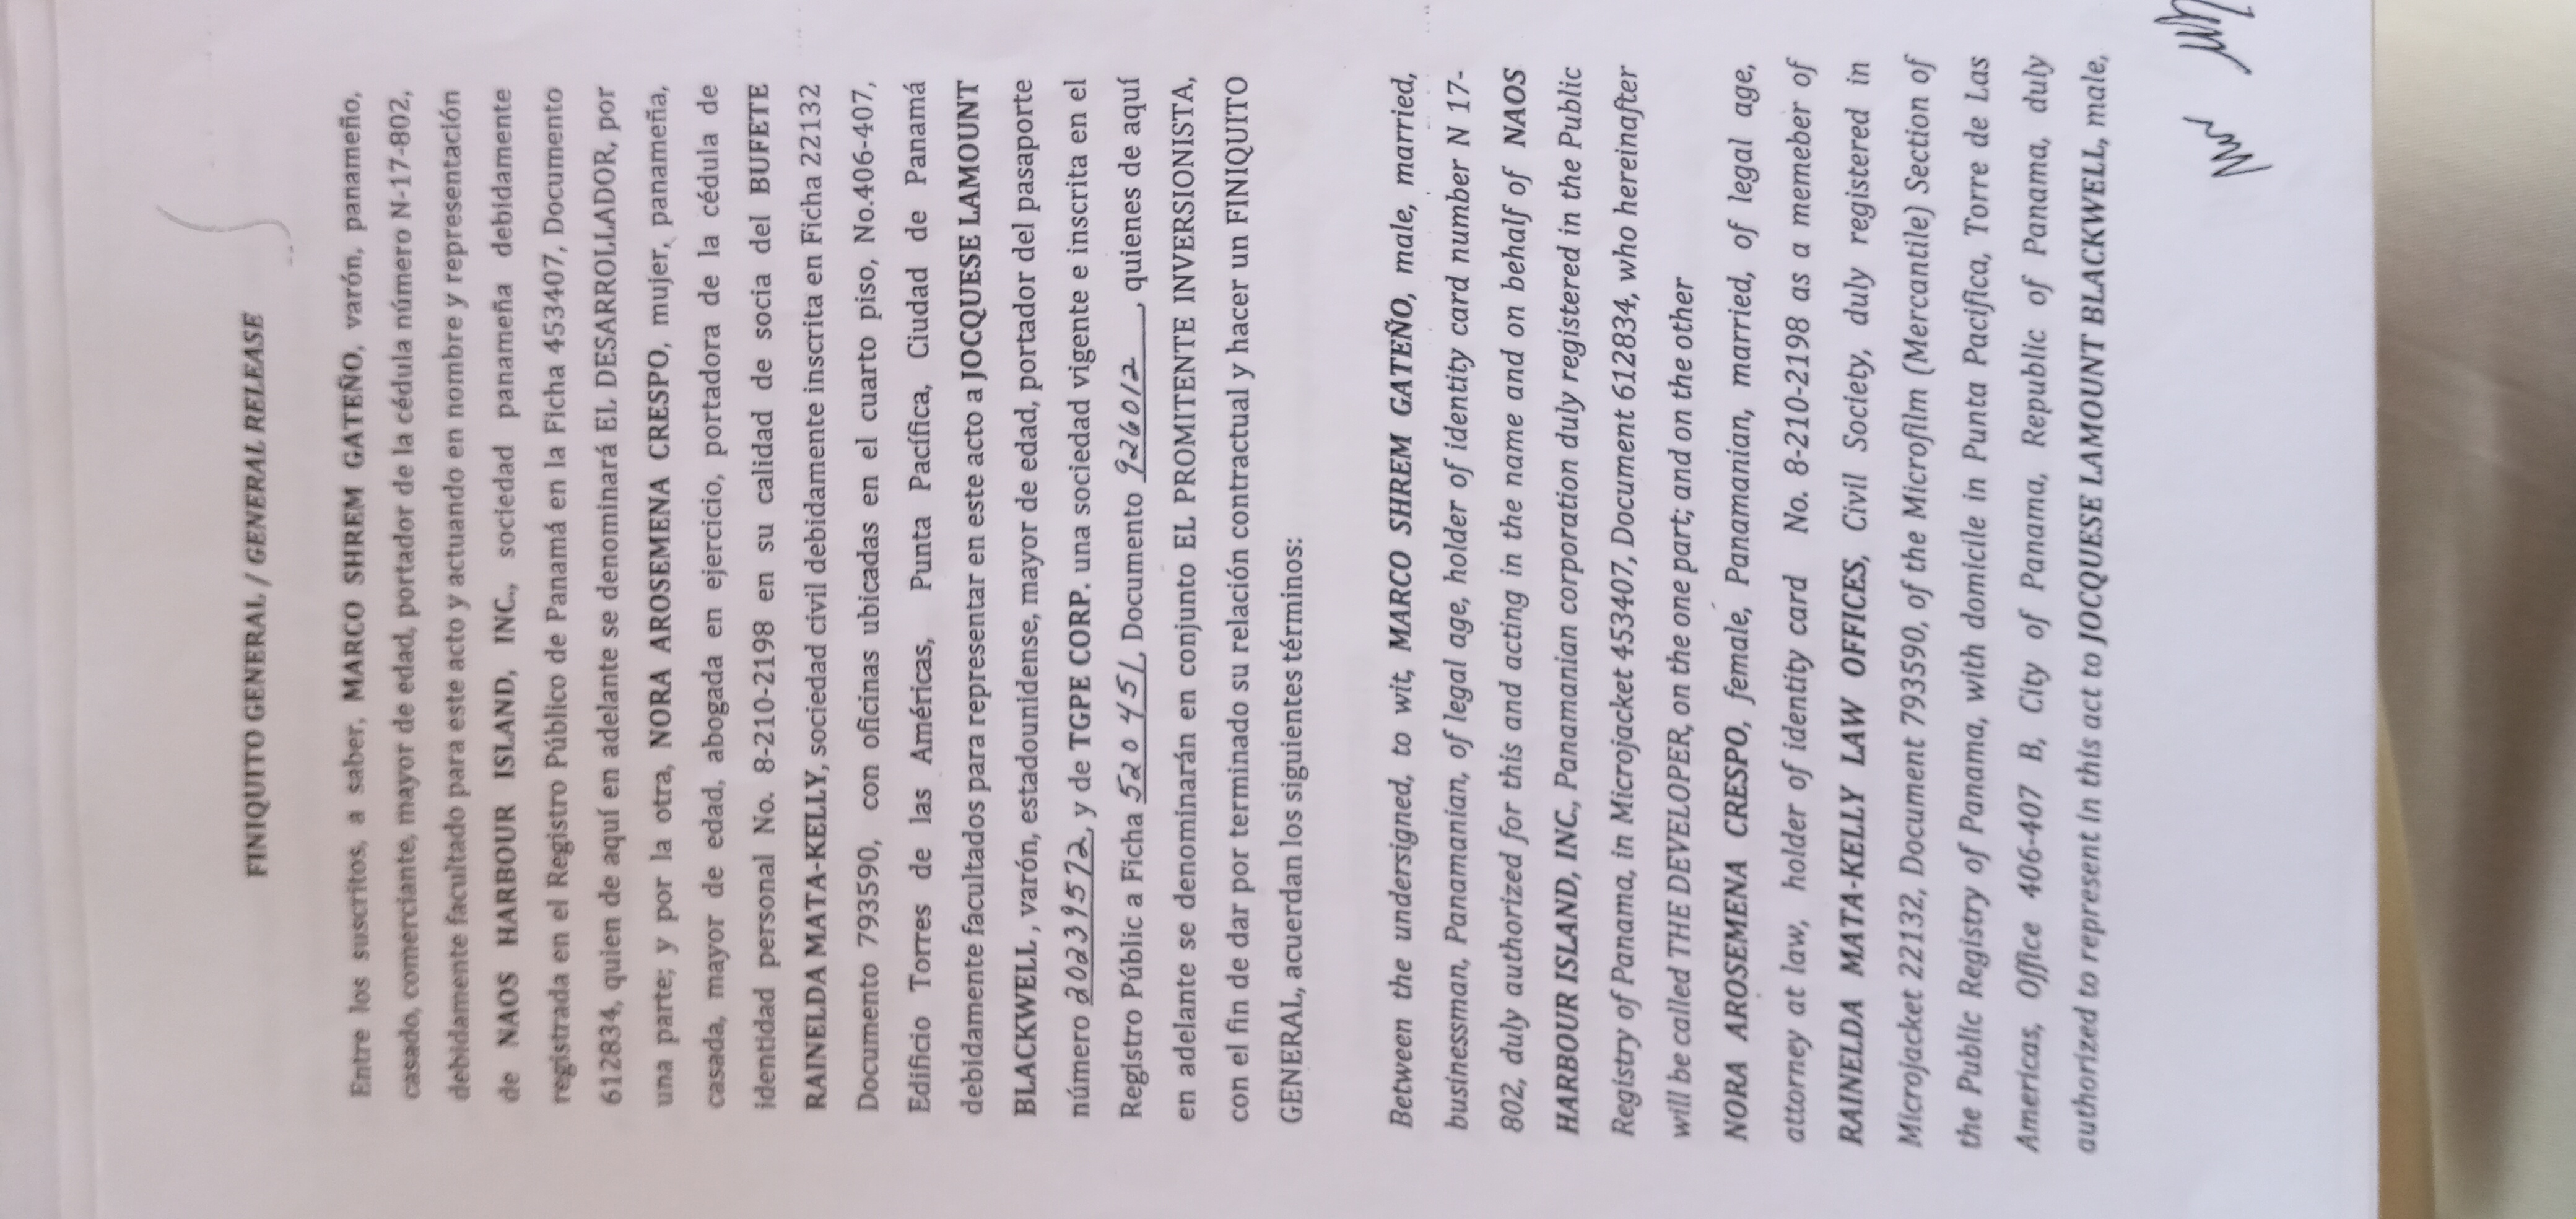 FINIQUITO GENERAL / GENERAL RELEASE
Entre los suscritos, a saber, MARCO SHREM GATEÑO, varón, panameño,
casado, comerciante, mayor de edad, portador de la cédula número N-17-802,
debidamente facultado para este acto y actuando en nombre y representación
de NAOS HARBOUR ISLAND, INC., sociedad panameña debidamente
registrada en el Registro Público de Panamá en la Ficha 453407, Documento
612834, quien de aquí en adelante se denominará EL DESARROLLADOR, por
una parte; y por la otra, NORA AROSEMENA CRESPO, mujer, panameña,
casada, mayor de edad, abogada en ejercicio, portadora de la cédula de
identidad personal No. 8-210-2198 en su calidad de socia del BUFETE
RAINELDA MATA-KELLY, sociedad civil debidamente inscrita en Ficha 22132
Documento 793590, con oficinas ubicadas en el cuarto piso, No.406-407,
Edificio Torres de las Américas, Punta Pacífica, Ciudad de Panamá
debidamente facultados para representar en este acto a JOCQUESE LAMOUNT
BLACKWELL , varón, estadounidense, mayor de edad, portador del pasaporte
número 20239572, y de TGPE CORP. una sociedad vigente e inscrita en el
Registro Públic a Ficha 520451, Documento 926012, quienes de aquí
en adelante se denominarán en conjunto EL PROMITENTE INVERSIONISTA,
con el fin de dar por terminado su relación contractual y hacer un FINIQUITO
GENERAL, acuerdan los siguientes términos:
Between the undersigned, to wit, MARCO SHREM GATEÑO, male, married,
businessman, Panamanian, of legal age, holder of identity card number N 17-
802, duly authorized for this and acting in the name and on behalf of NAOS
HARBOUR ISLAND, INC., Panamanian corporation duly registered in the Public
Registry of Panama, in Microjacket 453407, Document 612834, who hereinafter
will be called THE DEVELOPER, on the one part; and on the other
NORA AROSEMENA CRESPO, female, Panamanian, married, of legal age,
attorney at law, holder of identity card No. 8-210-2198 as a memeber of
RAINELDA MATA-KELLY LAW OFFICES, Civil Society, duly registered in
Microjacket 22132, Document 793590, of the Microfilm (Mercantile) Section of
the Public Registry of Panama, with domicile in Punta Pacifica, Torre de Las
Americas, Office 406-407 B, City of Panama, Republic of Panama, duly
authorized to represent in this act to JOCQUESE LAMOUNT BLACKWELL, male,